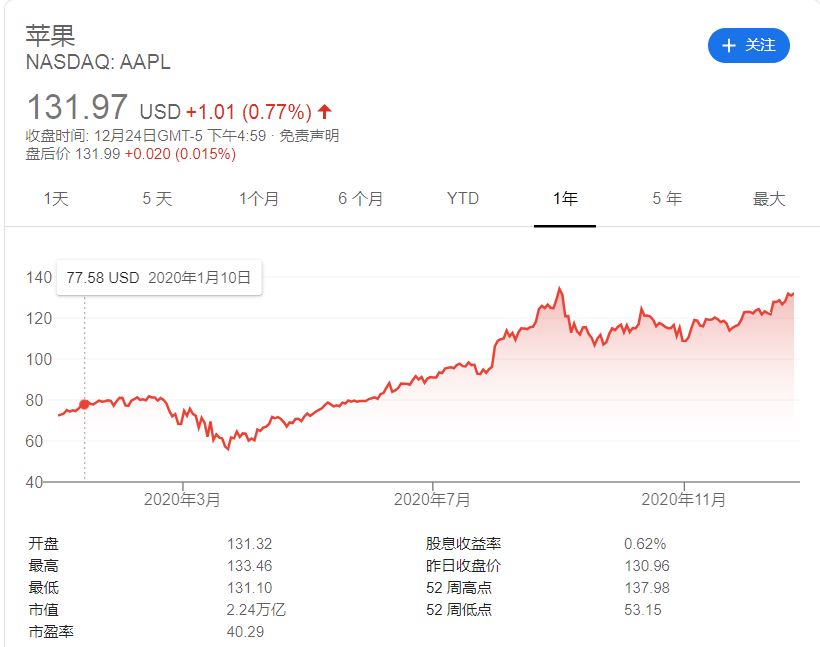 苹果
NASDAQ: AAPL
+ 关注
131.97 USD +1.01 (0.77%)
收盘时间: 12月24日GMT-5 下午4:59 · 免责声明
盘后价 131.99 +0.020 (0.015%)
1天 5 天 1个月 6 个月 YTD 1年 5 年 最大
77.58 USD 2020年1月10日
140
120
100
80
60
40
2020年3月 2020年7月 2020年11月
开盘 131.32 股息收益率 0.62%
最高 133.46 昨日收盘价 130.96
最低 131.10 52 周高点 137.98
市值 2.24万亿 52 周低点 53.15
市盈率 40.29